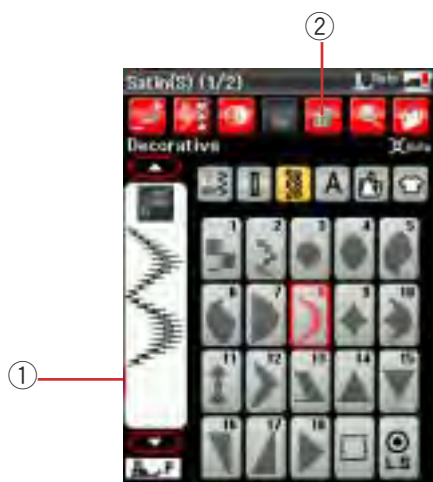 ②
Satin(S) (1/2)
Decorative
A
1 2 3 4 5
6 7 8 9 10
①
11 12 13 14 15
16 17 18
L.S
F